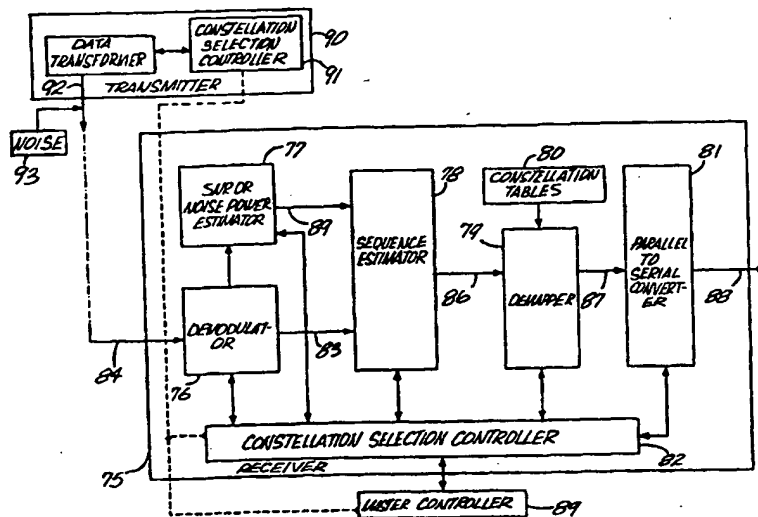 DATA
TRANSFORMER
CONSTELLATION
SELECTION
CONTROLLER
90
91
92
TRANSMITTER
NOISE
93
77
SNR OR
NOISE POWER
ESTIMATOR
89
78
SEQUENCE
ESTIMATOR
80
CONSTELLATION
TABLES
79
DEMAPPER
81
PARALLEL
TO
SERIAL
CONVERT-
ER
86
87
88
84
DEMODULAT-
OR
76
83
CONSTELLATION SELECTION CONTROLLER
82
RECEIVER
75
MASTER CONTROLLER
89